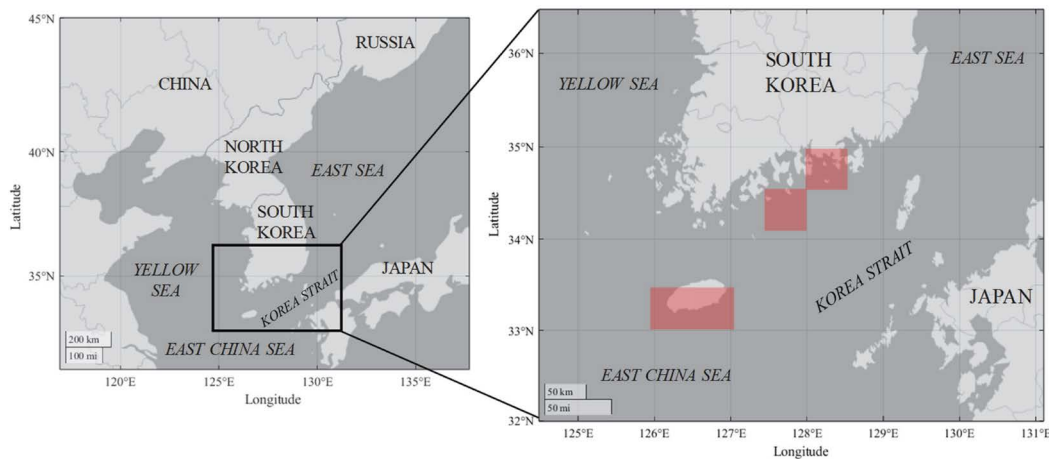 45°N
RUSSIA
CHINA
40°N
NORTH
KOREA
EAST SEA
Latitude
SOUTH
KOREA
YELLOW
SEA
JAPAN
35°N
KOREA STRAIT
200 km
100 mi
EAST CHINA SEA
120°E
125°E
130°E
135°E
Longitude
36°N
SOUTH
KOREA
EAST SEA
YELLOW SEA
35°N
Latitude
34°N
KOREA STRAIT
JAPAN
33°N
EAST CHINA SEA
50 km
50 mi
32°N
125°E
126°E
127°E
128°E
129°E
130°E
131°E
Longitude